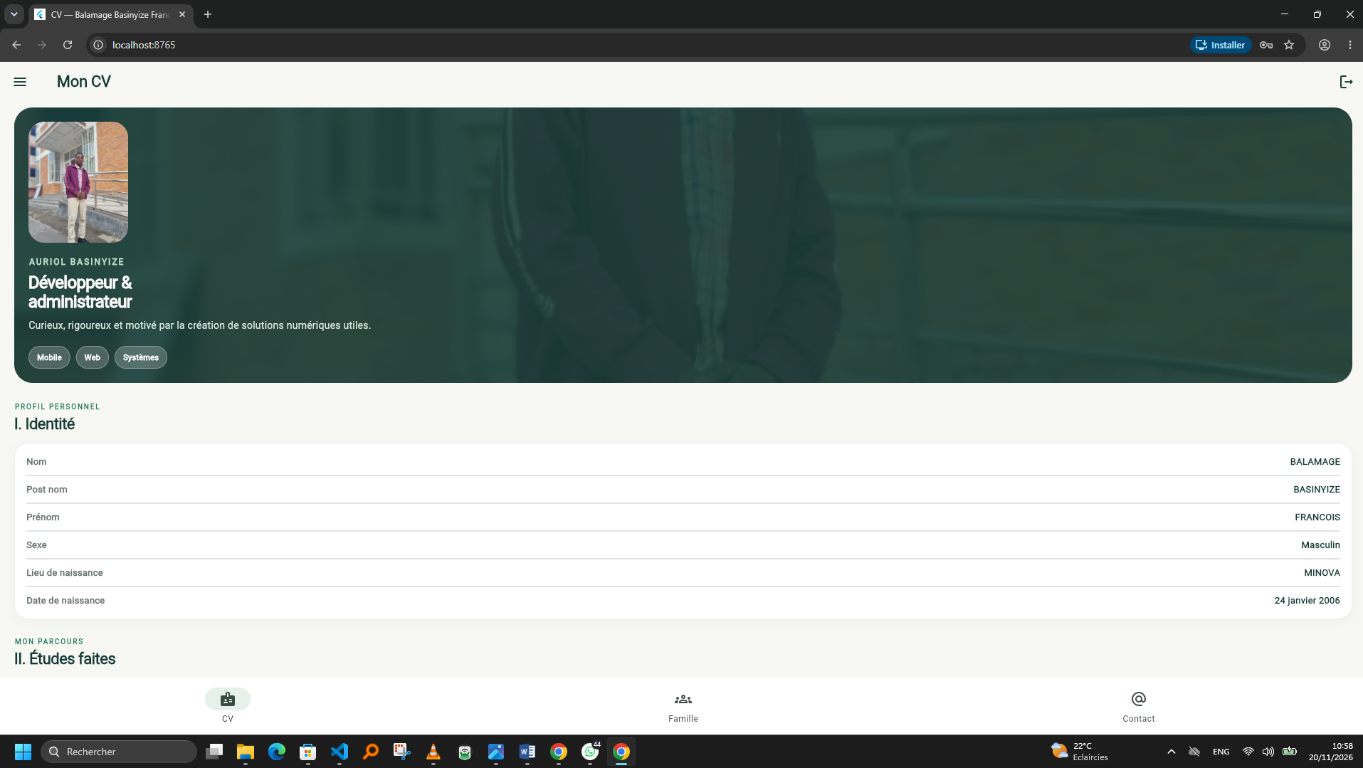 CV — Balamage Basinyize Fran
localhost:8765
Installer
Mon CV
AURIOL BASINYIZE
Développeur &
administrateur
Curieux, rigoureux et motivé par la création de solutions numériques utiles.
Mobile Web Systèmes
PROFIL PERSONNEL
I. Identité
Nom BALAMAGE
Post nom BASINYIZE
Prénom FRANCOIS
Sexe Masculin
Lieu de naissance MINOVA
Date de naissance 24 janvier 2006
MON PARCOURS
II. Études faites
CV Famille Contact
Rechercher
44
22°C
Eclaircies
ENG
10:58
20/11/2026